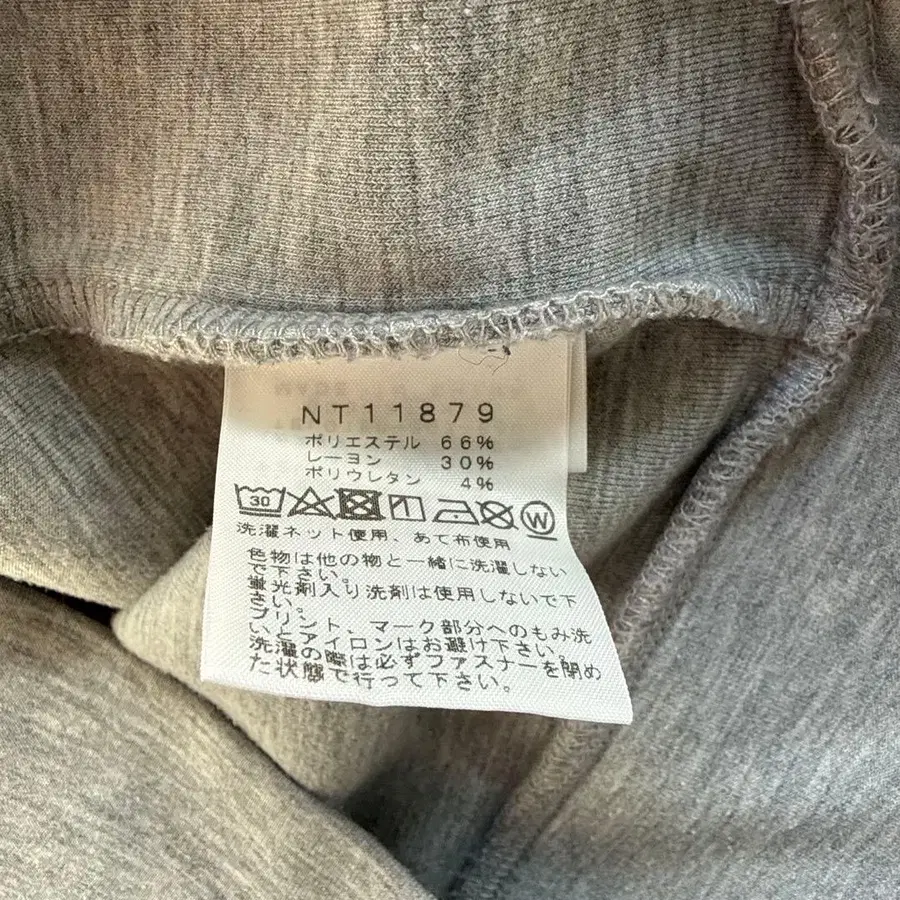 NT11879
ポリエステル 66%
レーヨン 30%
ポリウレタン 4%
30 W
洗濯ネット使用、あて布使用
色物は他の物と一緒に洗濯しない
で下さい。
蛍光剤入り洗剤は使用しないで下
さい。
プリント、マーク部分へのもみ洗
いとアイロンはお避け下さい。
洗濯の際は必ずファスナーを閉め
た状態で行って下さい。